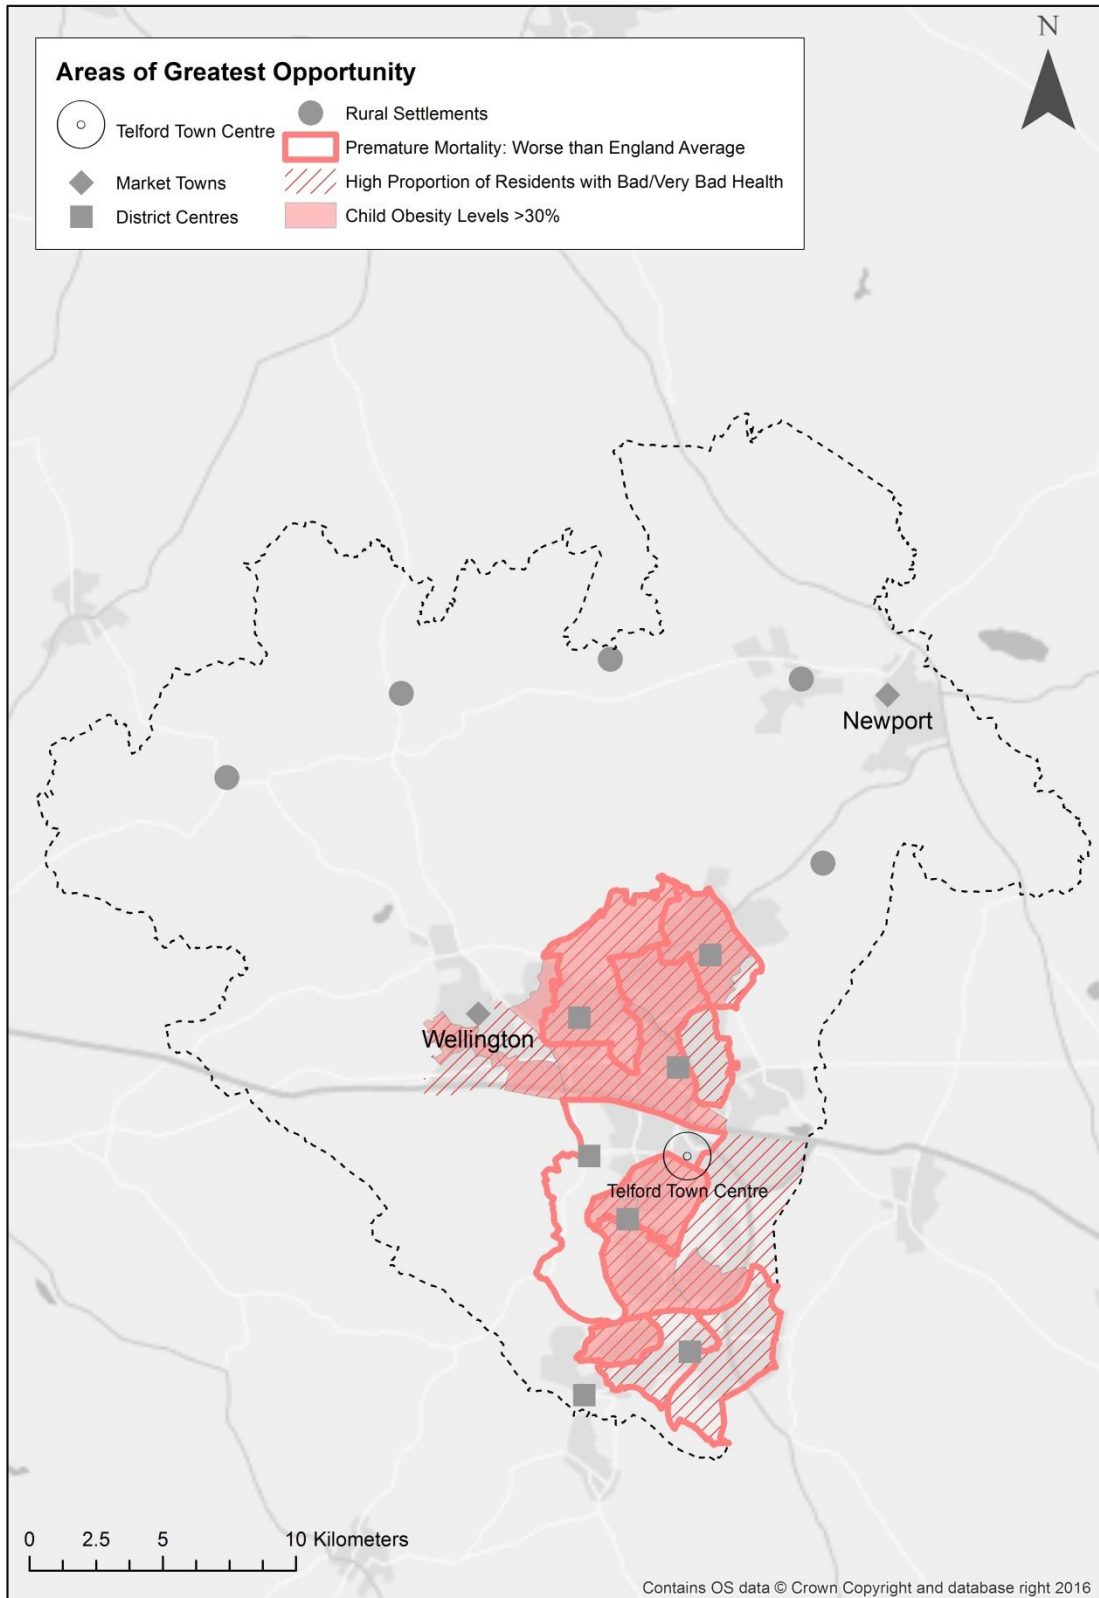 N
Areas of Greatest Opportunity
Telford Town Centre
Market Towns
District Centres
Rural Settlements
Premature Mortality: Worse than England Average
High Proportion of Residents with Bad/Very Bad Health
Child Obesity Levels >30%
Newport
Wellington
Telford Town Centre
0 2.5 5 10 Kilometers
Contains OS data © Crown Copyright and database right 2016